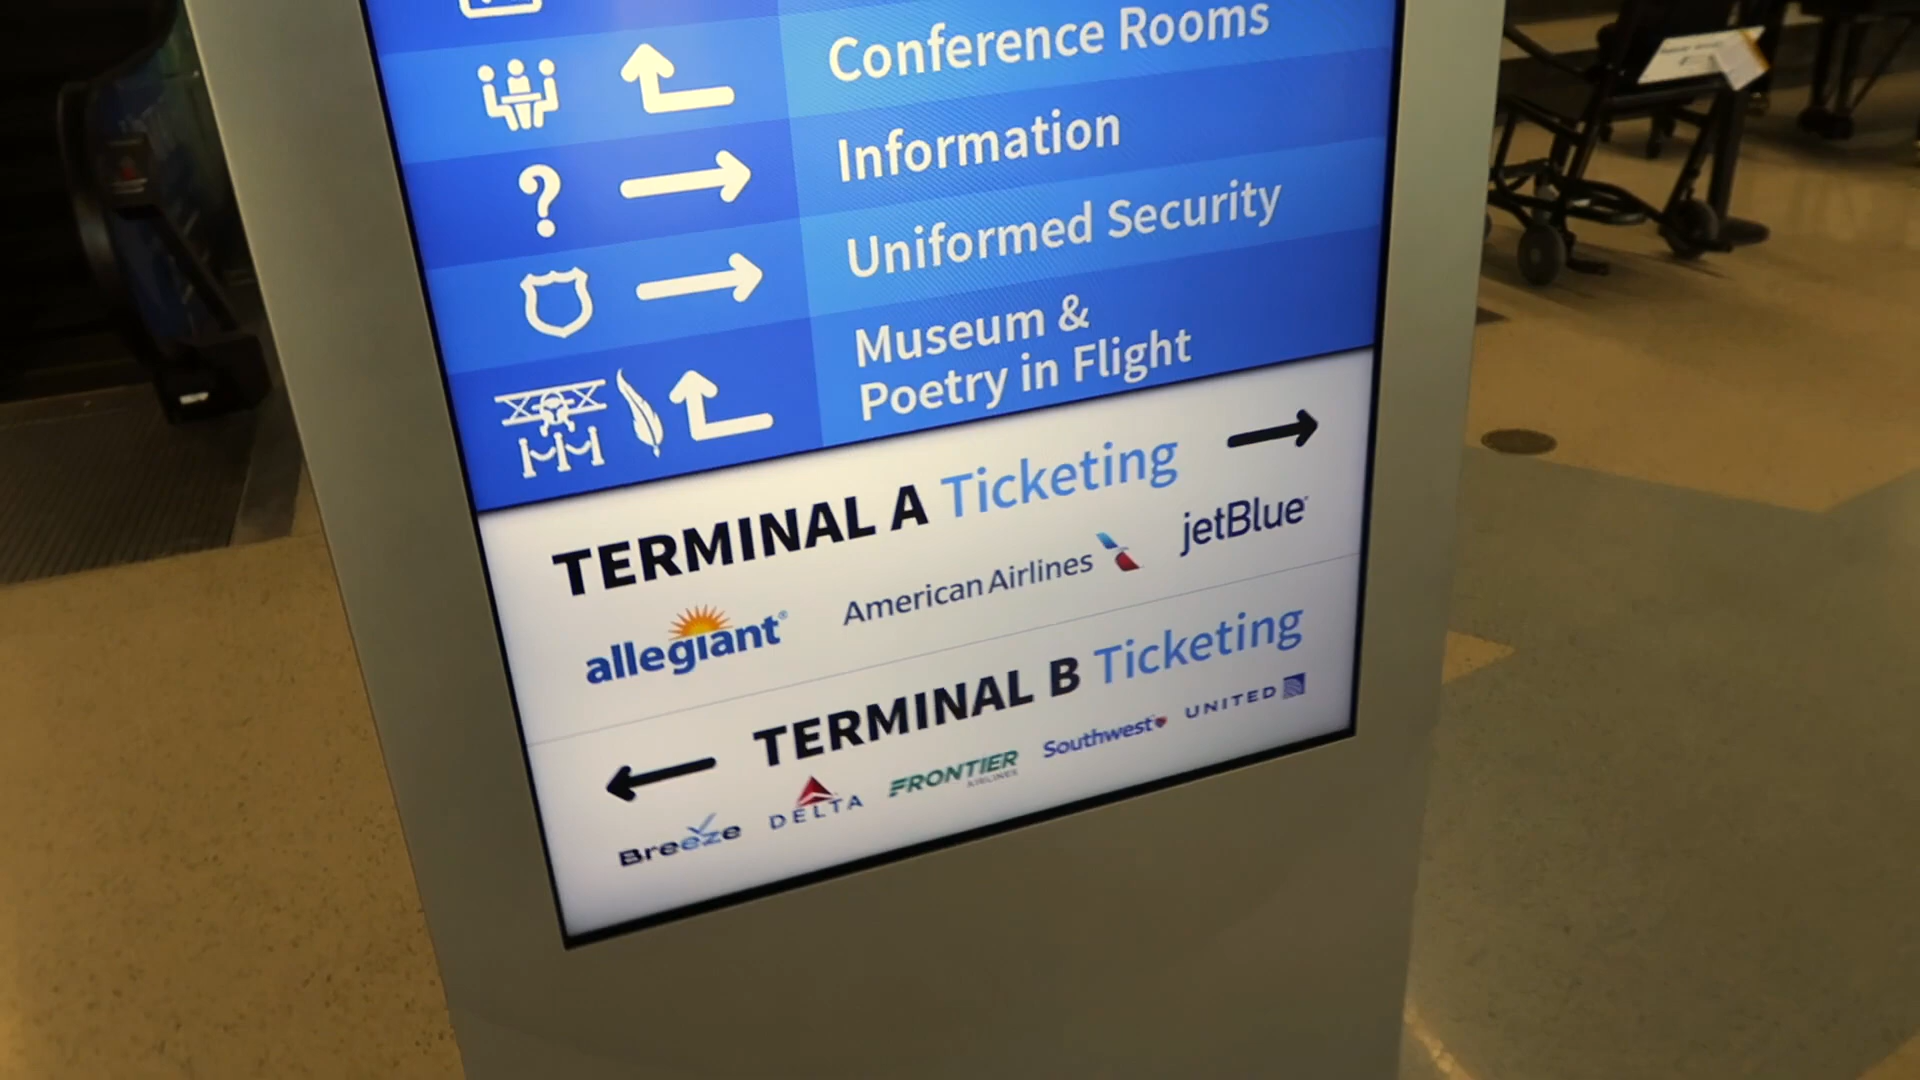 Conference Rooms
?
Information
Uniformed Security
Museum &
Poetry in Flight
TERMINAL A Ticketing
allegiant®
American Airlines
jetBlue
TERMINAL B Ticketing
Breeze
DELTA
FRONTIER
AIRLINES
Southwest
UNITED